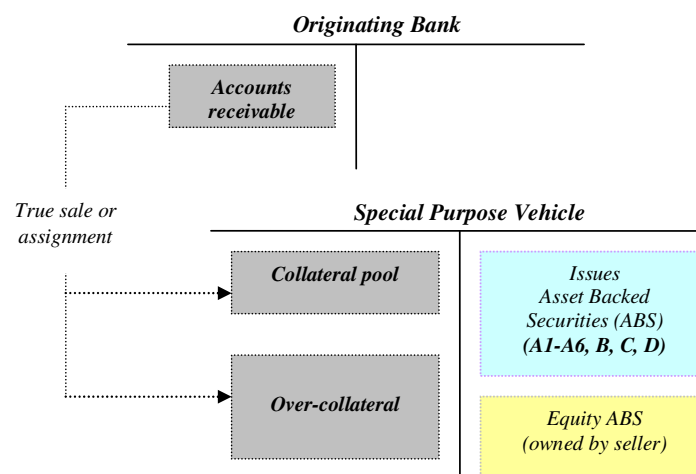 Originating Bank
Accounts
receivable
True sale or
assignment
Special Purpose Vehicle
Collateral pool
Issues
Asset Backed
Securities (ABS)
(A1-A6, B, C, D)
Over-collateral
Equity ABS
(owned by seller)